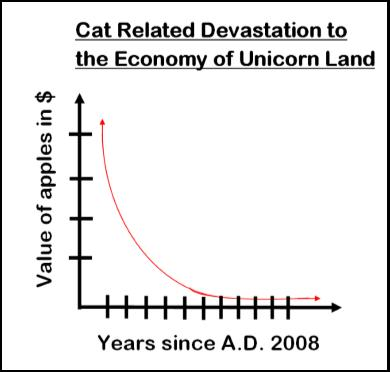 Cat Related Devastation to
the Economy of Unicorn Land
Value of apples in $
Years since A.D. 2008